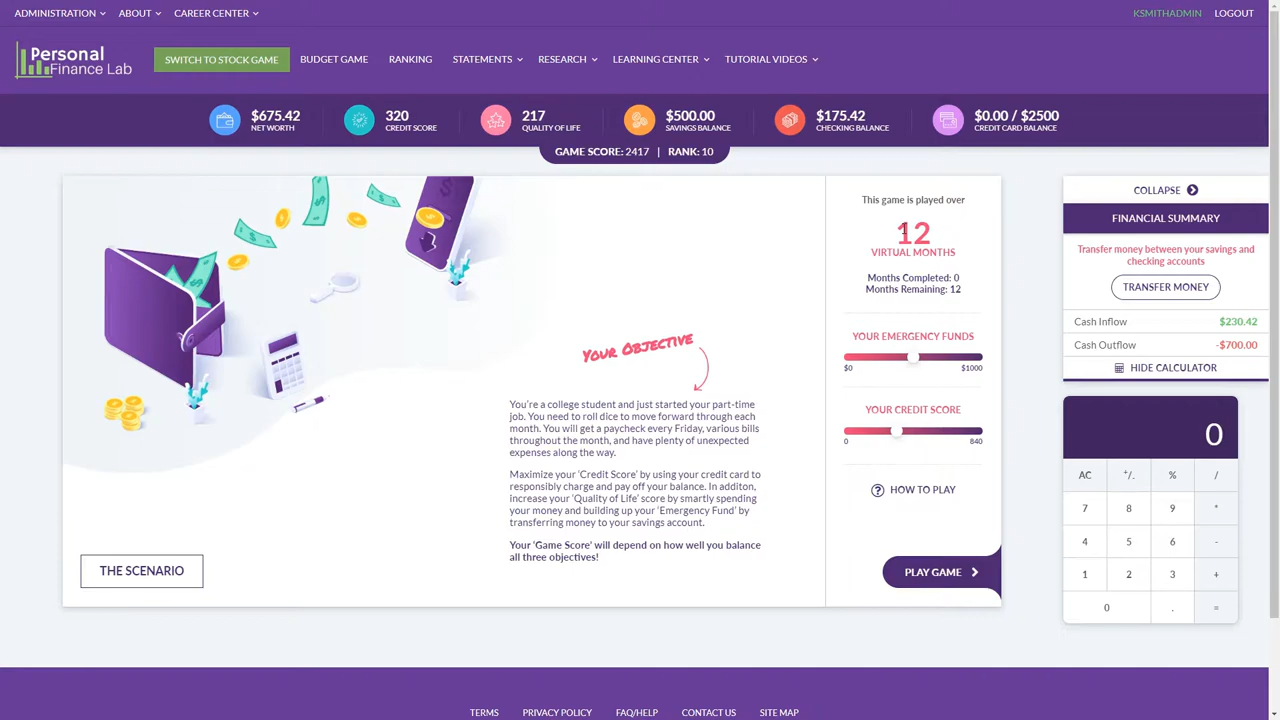 ADMINISTRATION ABOUT CAREER CENTER KSMITHADMIN LOGOUT
Personal
Finance Lab
SWITCH TO STOCK GAME BUDGET GAME RANKING STATEMENTS RESEARCH LEARNING CENTER TUTORIAL VIDEOS
$675.42 320 217 $500.00 $175.42 $0.00 / $2500
NET WORTH CREDIT SCORE QUALITY OF LIFE SAVINGS BALANCE CHECKING BALANCE CREDIT CARD BALANCE
GAME SCORE: 2417 | RANK: 10
Your Objective
You're a college student and just started your part-time
job. You need to roll dice to move forward through each
month. You will get a paycheck every Friday, various bills
throughout the month, and have plenty of unexpected
expenses along the way.
Maximize your 'Credit Score' by using your credit card to
responsibly charge and pay off your balance. In additon,
increase your 'Quality of Life' score by smartly spending
your money and building up your 'Emergency Fund' by
transferring money to your savings account.
Your 'Game Score' will depend on how well you balance
all three objectives!
THE SCENARIO
This game is played over
12
VIRTUAL MONTHS
Months Completed: 0
Months Remaining: 12
YOUR EMERGENCY FUNDS
$0 $1000
YOUR CREDIT SCORE
0 840
? HOW TO PLAY
PLAY GAME
COLLAPSE
FINANCIAL SUMMARY
Transfer money between your savings and
checking accounts
TRANSFER MONEY
Cash Inflow $230.42
Cash Outflow -$700.00
HIDE CALCULATOR
0
AC +/- % /
7 8 9 *
4 5 6 -
1 2 3 +
0 . =
TERMS PRIVACY POLICY FAQ/HELP CONTACT US SITE MAP